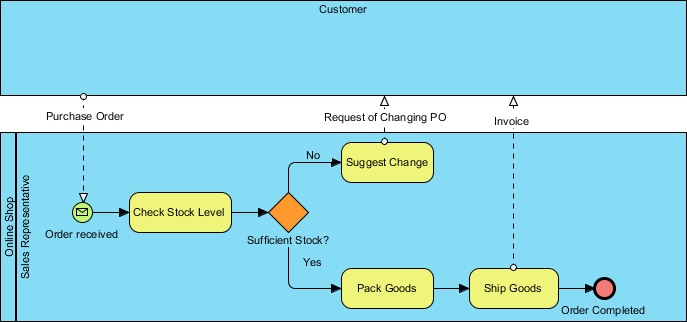 Customer
Purchase Order
Request of Changing PO
Invoice
Online Shop
Sales Representative
Order received
Check Stock Level
Sufficient Stock?
No
Suggest Change
Yes
Pack Goods
Ship Goods
Order Completed